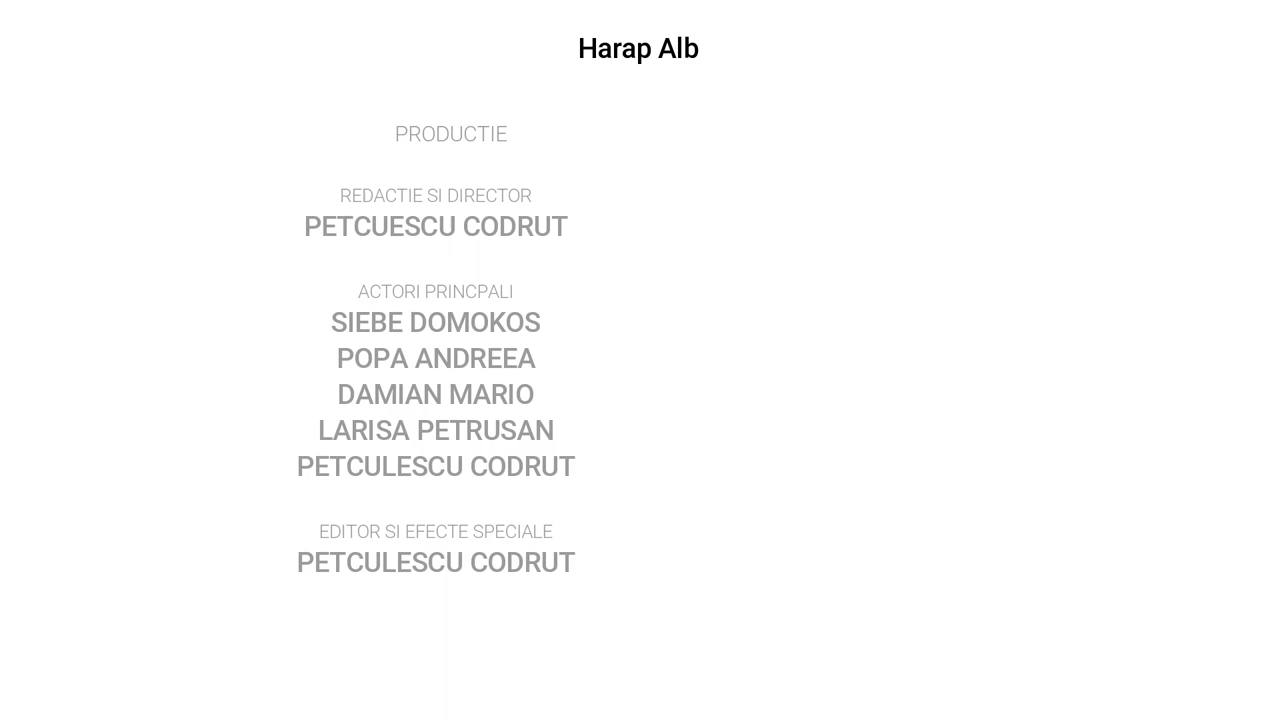 Harap Alb
PRODUCTIE
REDACTIE SI DIRECTOR
PETCUESCU CODRUT
ACTORI PRINCPALI
SIEBE DOMOKOS
POPA ANDREEA
DAMIAN MARIO
LARISA PETRUSAN
PETCULESCU CODRUT
EDITOR SI EFECTE SPECIALE
PETCULESCU CODRUT